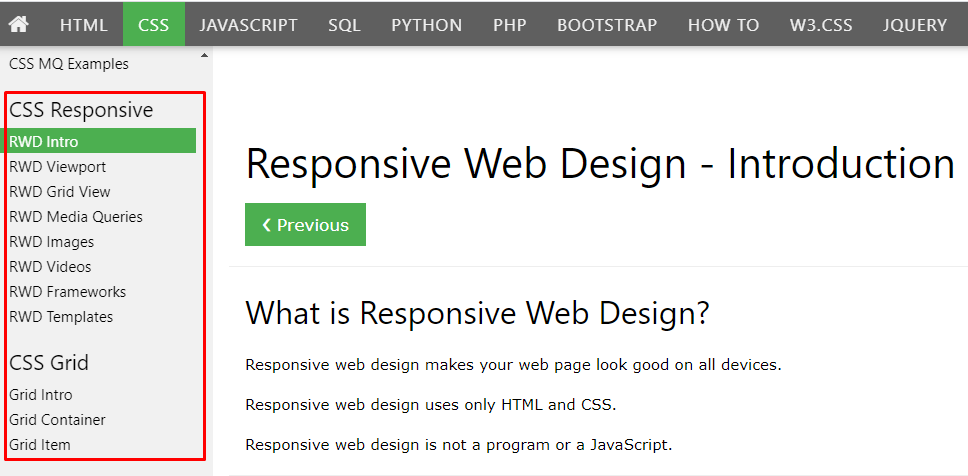 HTML CSS JAVASCRIPT SQL PYTHON PHP BOOTSTRAP HOW TO W3.CSS JQUERY
CSS MQ Examples
CSS Responsive
RWD Intro
RWD Viewport
RWD Grid View
RWD Media Queries
RWD Images
RWD Videos
RWD Frameworks
RWD Templates
CSS Grid
Grid Intro
Grid Container
Grid Item
Responsive Web Design - Introduction
❮ Previous
What is Responsive Web Design?
Responsive web design makes your web page look good on all devices.
Responsive web design uses only HTML and CSS.
Responsive web design is not a program or a JavaScript.